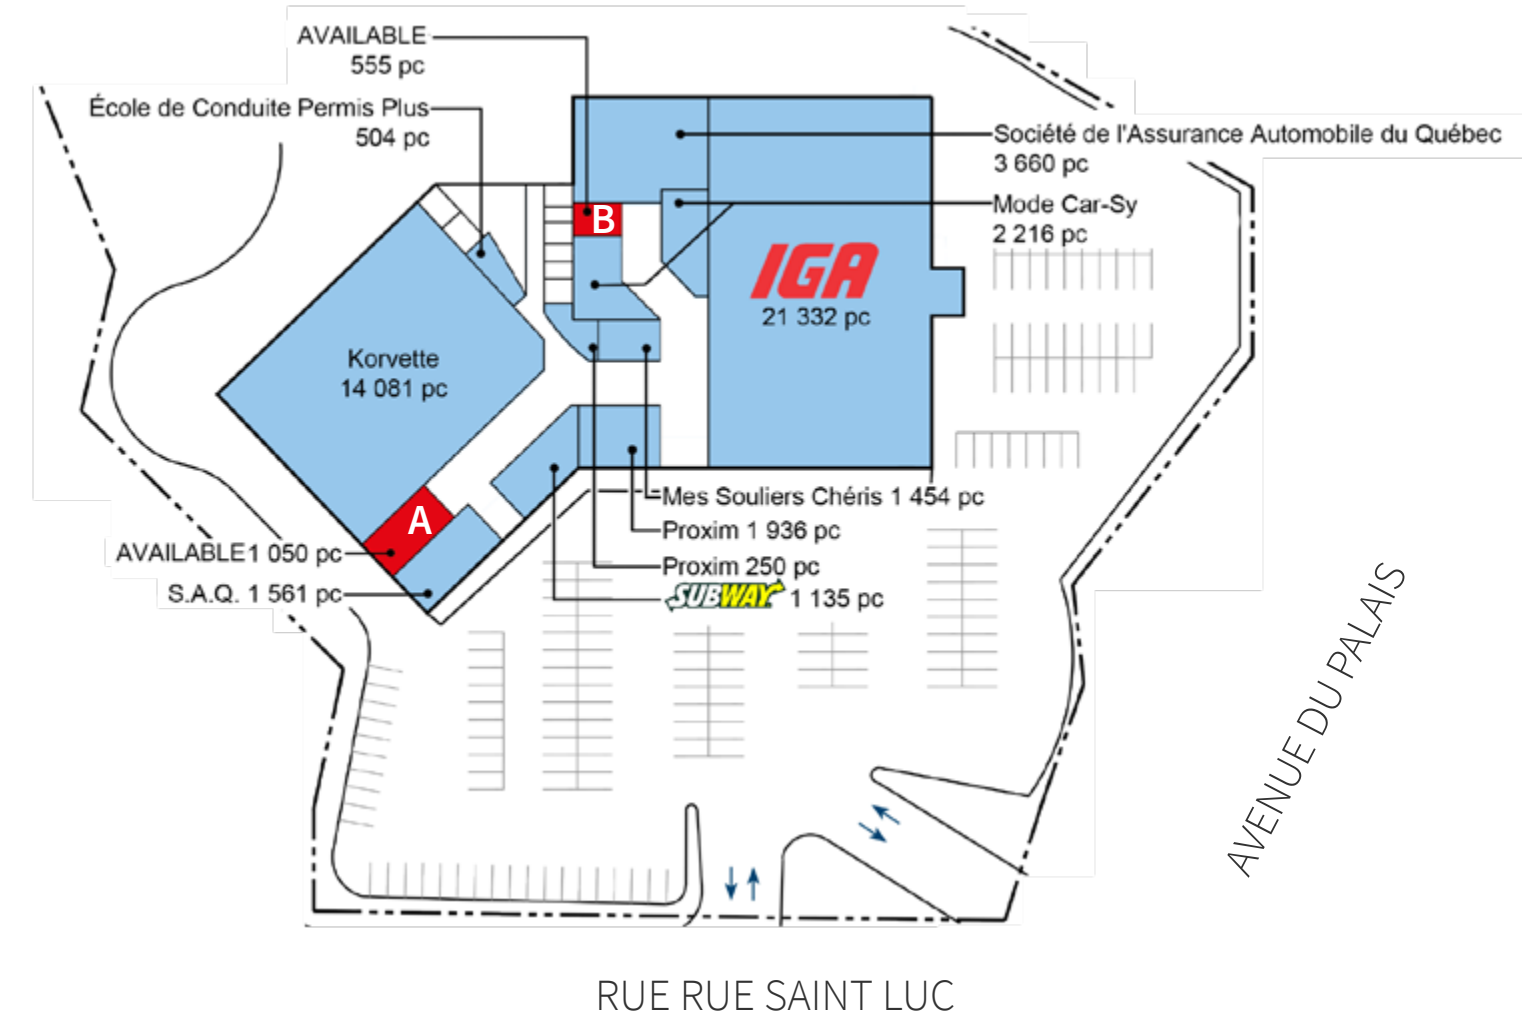 AVAILABLE
555 pc
École de Conduite Permis Plus
504 pc
Société de l'Assurance Automobile du Québec
3 660 pc
Mode Car-Sy
2 216 pc
B
IGA
21 332 pc
Korvette
14 081 pc
A
Mes Souliers Chéris 1 454 pc
Proxim 1 936 pc
AVAILABLE1 050 pc
Proxim 250 pc
S.A.Q. 1 561 pc
SUBWAY 1 135 pc
AVENUE DU PALAIS
RUE RUE SAINT LUC